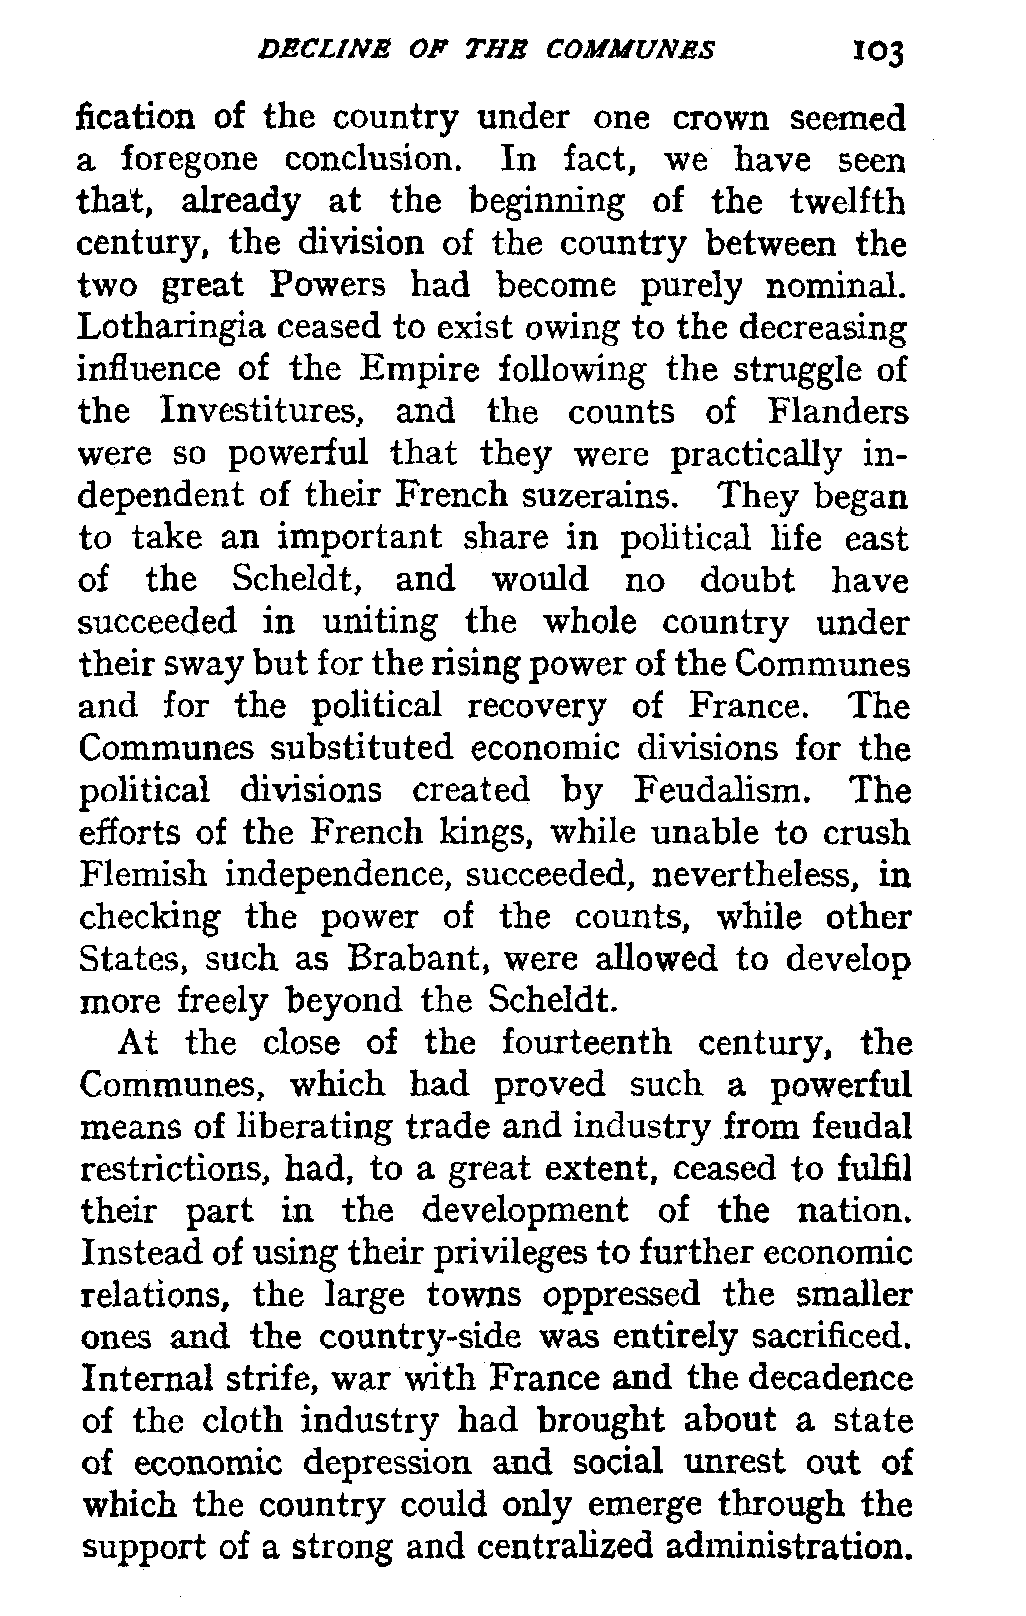 DECLINE OF THE COMMUNES 103
fication of the country under one crown seemed
a foregone conclusion. In fact, we have seen
that, already at the beginning of the twelfth
century, the division of the country between the
two great Powers had become purely nominal.
Lotharingia ceased to exist owing to the decreasing
influence of the Empire following the struggle of
the Investitures, and the counts of Flanders
were so powerful that they were practically in-
dependent of their French suzerains. They began
to take an important share in political life east
of the Scheldt, and would no doubt have
succeeded in uniting the whole country under
their sway but for the rising power of the Communes
and for the political recovery of France. The
Communes substituted economic divisions for the
political divisions created by Feudalism. The
efforts of the French kings, while unable to crush
Flemish independence, succeeded, nevertheless, in
checking the power of the counts, while other
States, such as Brabant, were allowed to develop
more freely beyond the Scheldt.
At the close of the fourteenth century, the
Communes, which had proved such a powerful
means of liberating trade and industry from feudal
restrictions, had, to a great extent, ceased to fulfil
their part in the development of the nation.
Instead of using their privileges to further economic
relations, the large towns oppressed the smaller
ones and the country-side was entirely sacrificed.
Internal strife, war with France and the decadence
of the cloth industry had brought about a state
of economic depression and social unrest out of
which the country could only emerge through the
support of a strong and centralized administration.